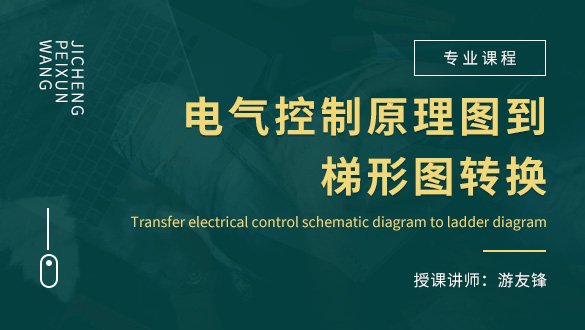 JICHENG
PEIXUN
WANG
专业课程
电气控制原理图到
梯形图转换
Transfer electrical control schematic diagram to ladder diagram
授课讲师：游友锋